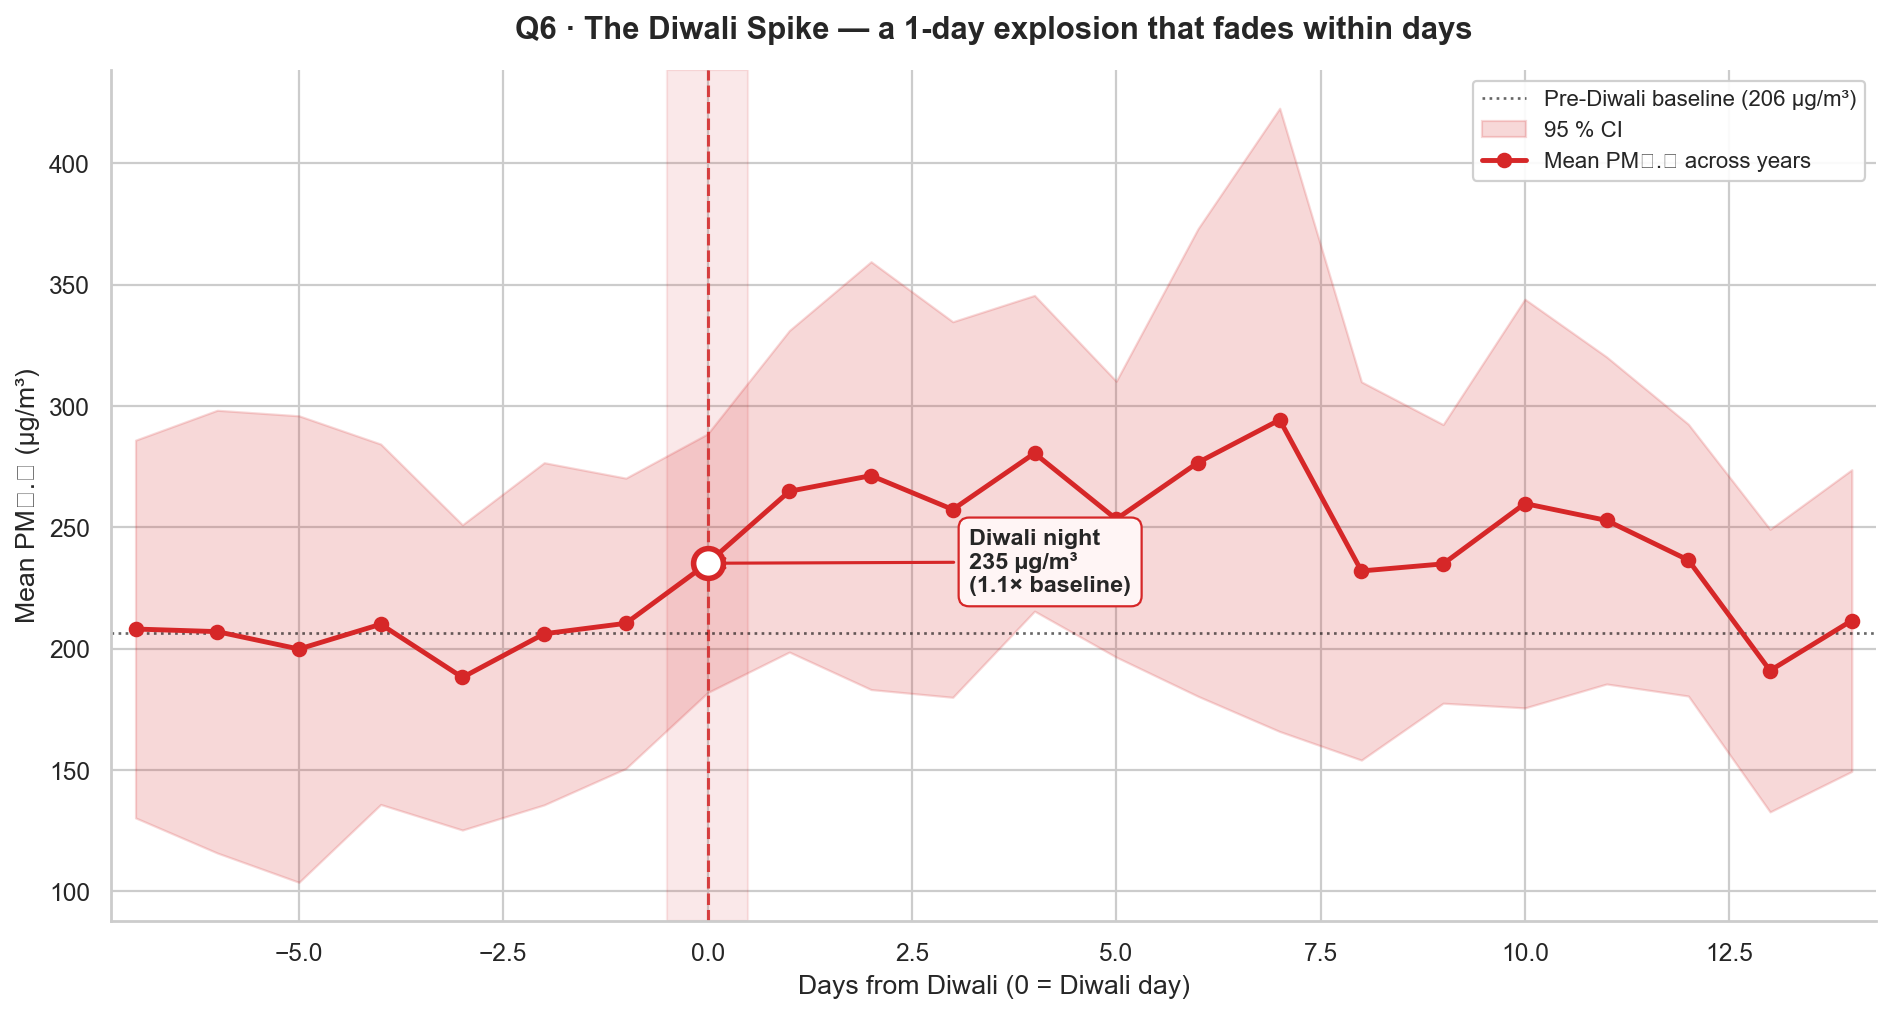 Q6 · The Diwali Spike — a 1-day explosion that fades within days
Pre-Diwali baseline (206 µg/m³)
95 % CI
Mean PM□.□ across years
Mean PM□.□ (µg/m³)
400
350
300
250
200
150
100
Diwali night
235 µg/m³
(1.1× baseline)
−5.0 −2.5 0.0 2.5 5.0 7.5 10.0 12.5
Days from Diwali (0 = Diwali day)